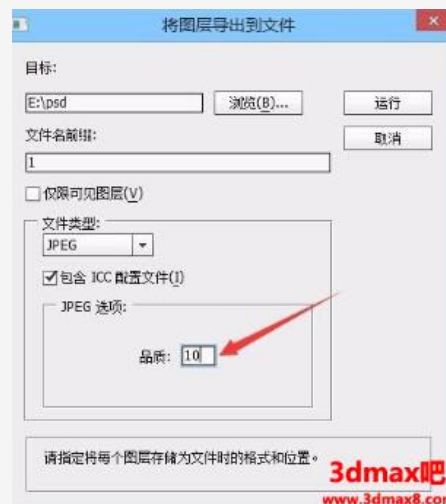 将图层导出到文件
目标:
E:\psd 浏览(B)... 运行
文件名前缀: 取消
1
仅限可见图层(V)
文件类型:
JPEG
包含 ICC 配置文件(I)
JPEG 选项:
品质: 10
请指定将每个图层存储为文件时的格式和位置。
3dmax吧
www.3dmax8.com